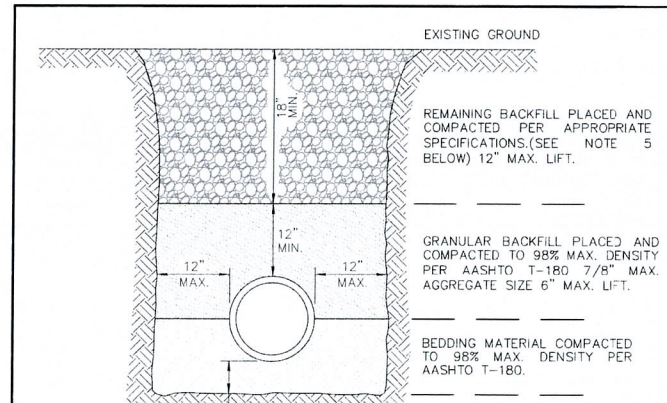 EXISTING GROUND
18"
MIN.
REMAINING BACKFILL PLACED AND
COMPACTED PER APPROPRIATE
SPECIFICATIONS.(SEE NOTE 5
BELOW) 12" MAX. LIFT.
12"
MIN.
12"
MAX.
12"
MAX.
GRANULAR BACKFILL PLACED AND
COMPACTED TO 98% MAX. DENSITY
PER AASHTO T-180 7/8" MAX.
AGGREGATE SIZE 6" MAX. LIFT.
BEDDING MATERIAL COMPACTED
TO 98% MAX. DENSITY PER
AASHTO T-180.